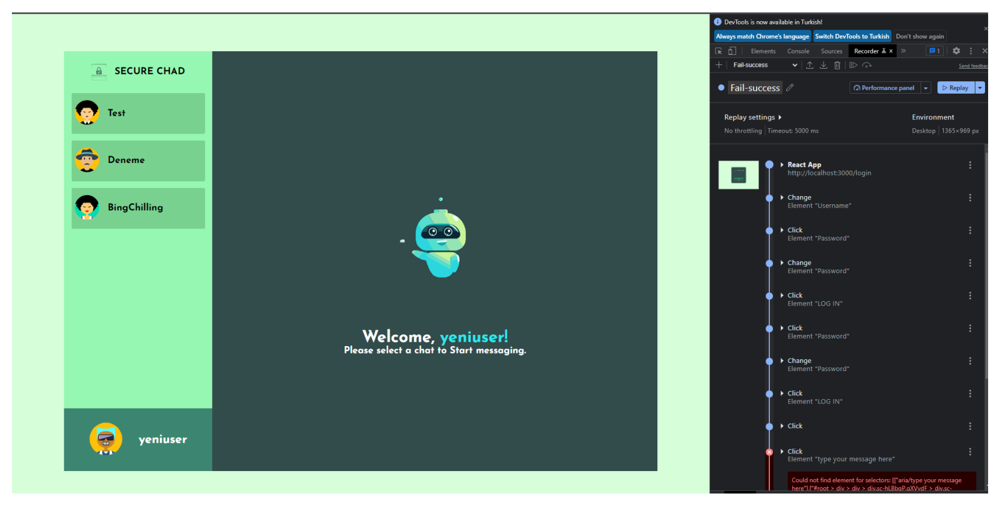 SECURE CHAD
Test
Deneme
BingChilling
yeniuser
Welcome, yeniuser!
Please select a chat to Start messaging.
DevTools is now available in Turkish!
Always match Chrome's language Switch DevTools to Turkish Don't show again
Elements Console Sources Recorder 1
Fail-success Send feedbac
Fail-success Performance panel Replay
Replay settings Environment
No throttling Timeout: 5000 ms Desktop 1365×969 px
React App
http://localhost:3000/login
Change
Element "Username"
Click
Element "Password"
Change
Element "Password"
Click
Element "LOG IN"
Click
Element "Password"
Change
Element "Password"
Click
Element "LOG IN"
Click
Click
Element "type your message here"
Could not find element for selectors: [["aria/type your message
here"],["#root > div > div > div.sc-hLBbgP.gXVvdF > div.sc-